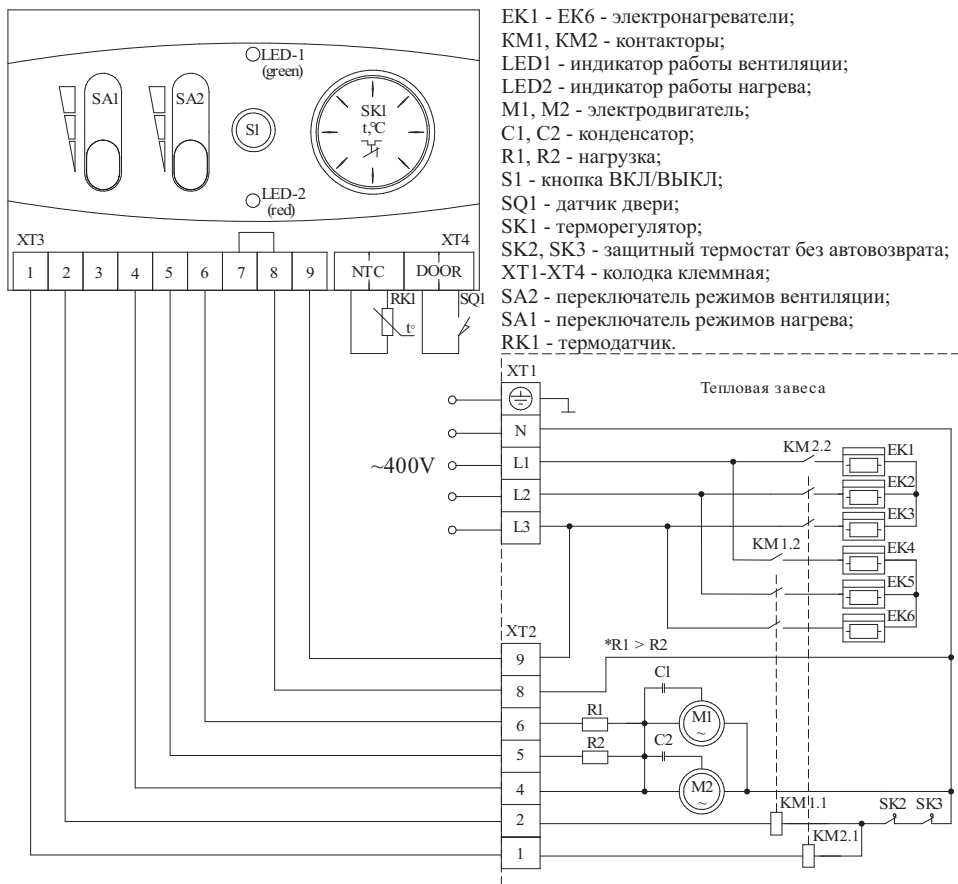 LED-1
(green)
SA1
SA2
S1
SK1
t,°C
LED-2
(red)
XT3
XT4
1 2 3 4 5 6 7 8 9 NTC DOOR
RK1
t°
SQ1
EK1 - EK6 - электронагреватели;
KM1, KM2 - контакторы;
LED1 - индикатор работы вентиляции;
LED2 - индикатор работы нагрева;
M1, M2 - электродвигатель;
C1, C2 - конденсатор;
R1, R2 - нагрузка;
S1 - кнопка ВКЛ/ВЫКЛ;
SQ1 - датчик двери;
SK1 - терморегулятор;
SK2, SK3 - защитный термостат без автовозврата;
XT1-XT4 - колодка клеммная;
SA2 - переключатель режимов вентиляции;
SA1 - переключатель режимов нагрева;
RK1 - термодатчик.
XT1
Тепловая завеса
N
L1
L2
L3
~400V
KM2.2
EK1
EK2
EK3
KM1.2
EK4
EK5
EK6
XT2
9
8
6
5
4
2
1
*R1 > R2
C1
R1
M1
~
R2
C2
M2
~
KM1.1
SK2
SK3
KM2.1